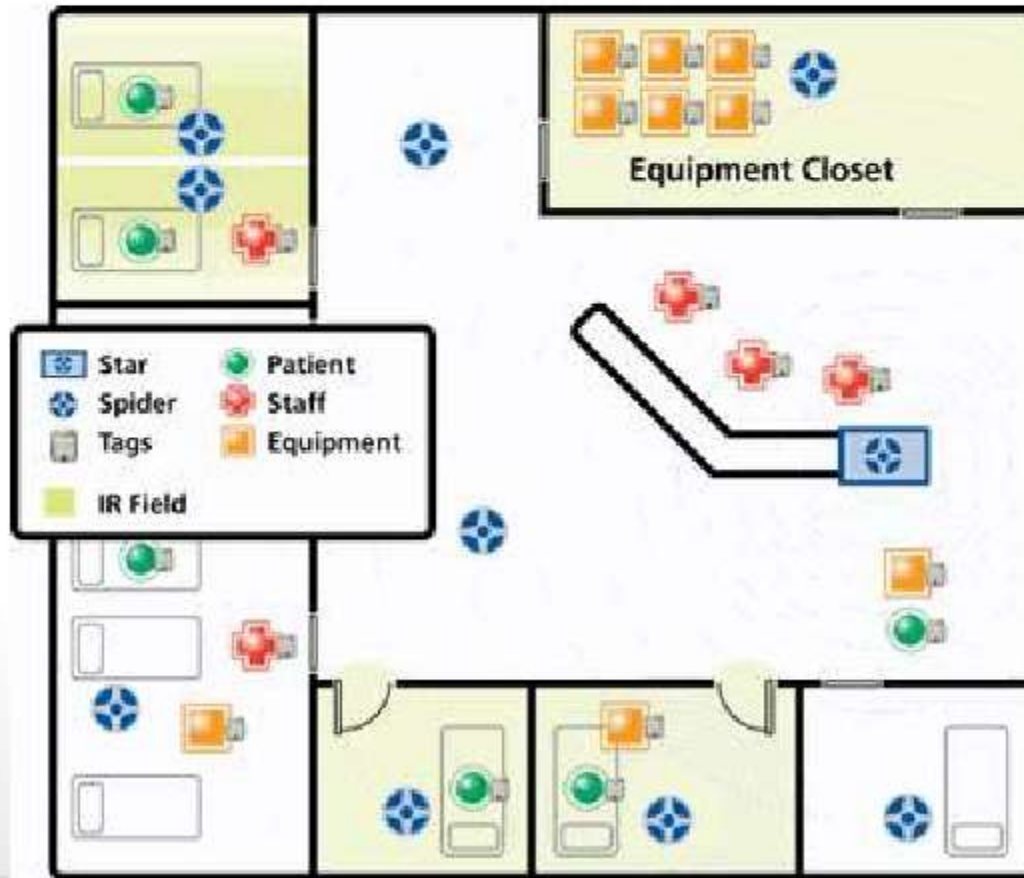 Equipment Closet
Star
Patient
Spider
Staff
Tags
Equipment
IR Field